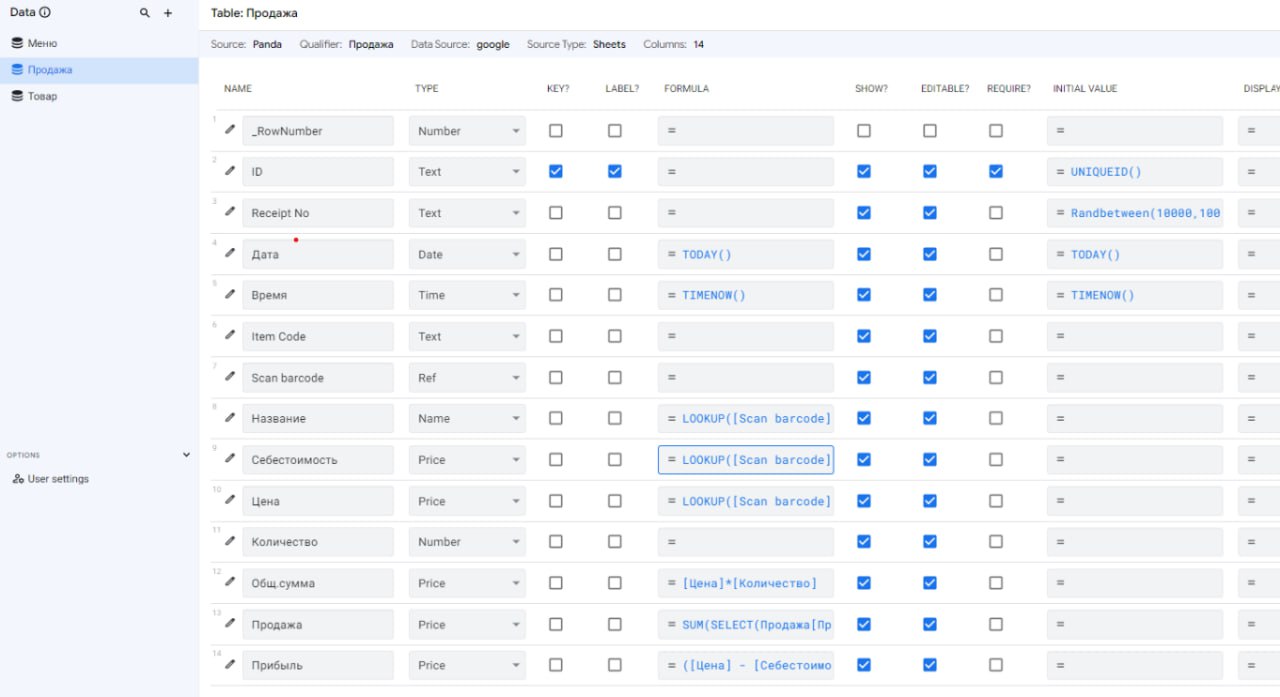 Data
Table: Продажа
Меню
Продажа
Товар
OPTIONS
User settings
Source: Panda Qualifier: Продажа Data Source: google Source Type: Sheets Columns: 14
NAME TYPE KEY? LABEL? FORMULA SHOW? EDITABLE? REQUIRE? INITIAL VALUE DISPLAY
1 _RowNumber Number = = =
2 ID Text = = UNIQUEID() =
3 Receipt No Text = = Randbetween(10000,100 =
4 Дата Date = TODAY() = TODAY() =
5 Время Time = TIMENOW() = TIMENOW() =
6 Item Code Text = = =
7 Scan barcode Ref = = =
8 Название Name = LOOKUP([Scan barcode] = =
9 Себестоимость Price = LOOKUP([Scan barcode] = =
10 Цена Price = LOOKUP([Scan barcode] = =
11 Количество Number = = =
12 Общ.сумма Price = [Цена]*[Количество] = =
13 Продажа Price = SUM(SELECT(Продажа[Пр = =
14 Прибыль Price = ([Цена] - [Себестоимо = =